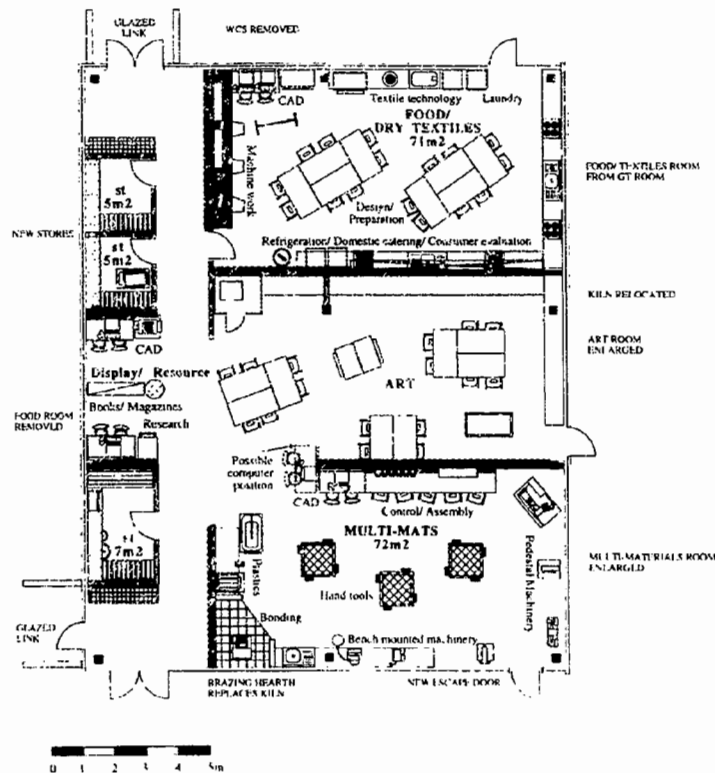 GLAZED
LINK
WCS REMOVED
CAD
Textile technology
Laundry
FOOD/
DRY TEXTILES
71m2
Machine work
Design/
Preparation
Refrigeration/ Domestic catering/ Consumer evaluation
FOOD/ TEXTILES ROOM
FROM GT ROOM
st
5m2
NEW STORES
st
5m2
CAD
KILN RELOCATED
ART ROOM
ENLARGED
ART
Display/ Resource
Books/ Magazines
Research
FOOD ROOM
REMOVED
Possible
computer
position
CAD
Control/ Assembly
MULTI-MATS
72m2
st
7m2
Plastics
Hand tools
Pedestal Machinery
MULTI-MATERIALS ROOM
ENLARGED
Bonding
Bench mounted machinery
GLAZED
LINK
BRAZING HEARTH
REPLACES KILN
NEW ESCAPE DOOR
0 1 2 3 4 5m